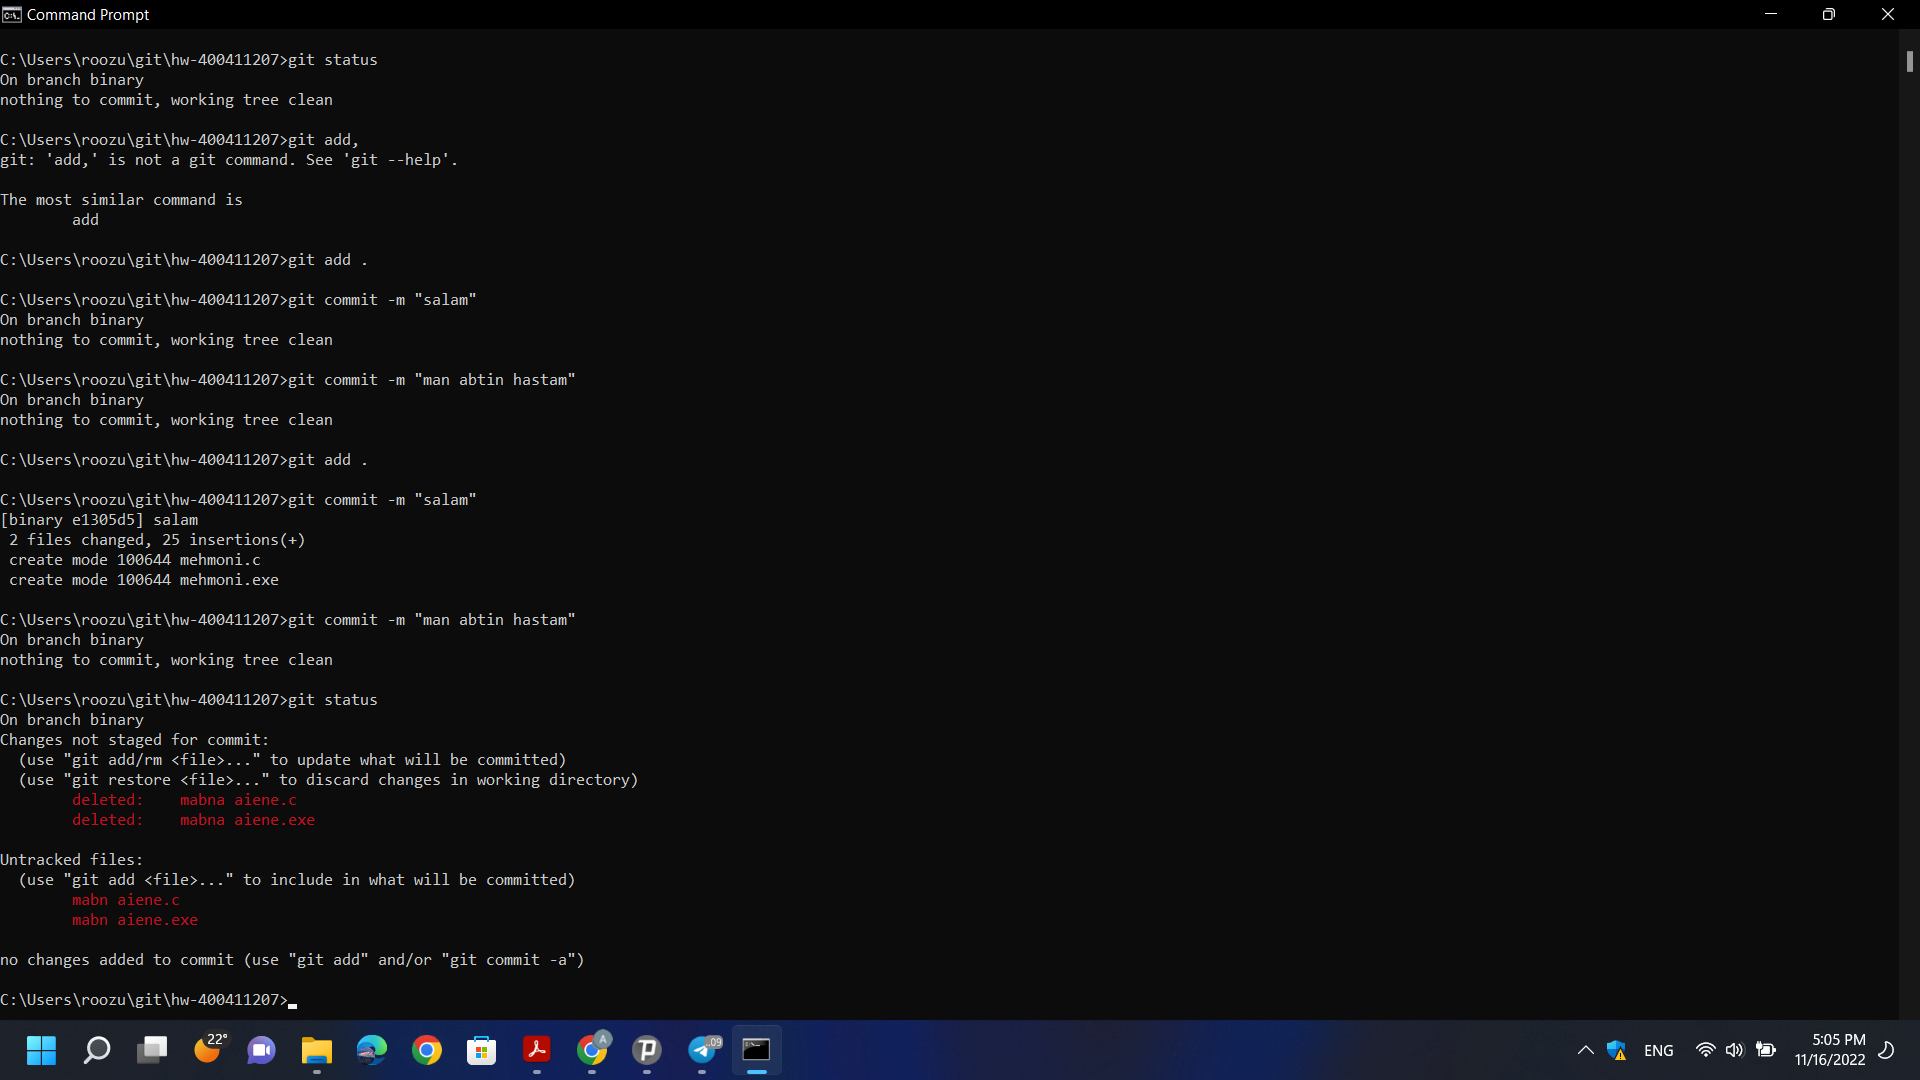 Command Prompt
C:\Users\roozu\git\hw-400411207>git status
On branch binary
nothing to commit, working tree clean
C:\Users\roozu\git\hw-400411207>git add,
git: 'add,' is not a git command. See 'git --help'.
The most similar command is
add
C:\Users\roozu\git\hw-400411207>git add .
C:\Users\roozu\git\hw-400411207>git commit -m "salam"
On branch binary
nothing to commit, working tree clean
C:\Users\roozu\git\hw-400411207>git commit -m "man abtin hastam"
On branch binary
nothing to commit, working tree clean
C:\Users\roozu\git\hw-400411207>git add .
C:\Users\roozu\git\hw-400411207>git commit -m "salam"
[binary e1305d5] salam
2 files changed, 25 insertions(+)
create mode 100644 mehmoni.c
create mode 100644 mehmoni.exe
C:\Users\roozu\git\hw-400411207>git commit -m "man abtin hastam"
On branch binary
nothing to commit, working tree clean
C:\Users\roozu\git\hw-400411207>git status
On branch binary
Changes not staged for commit:
(use "git add/rm <file>..." to update what will be committed)
(use "git restore <file>..." to discard changes in working directory)
deleted:    mabna aiene.c
deleted:    mabna aiene.exe
Untracked files:
(use "git add <file>..." to include in what will be committed)
mabn aiene.c
mabn aiene.exe
no changes added to commit (use "git add" and/or "git commit -a")
C:\Users\roozu\git\hw-400411207>
22°
A
..09
ENG
5:05 PM
11/16/2022